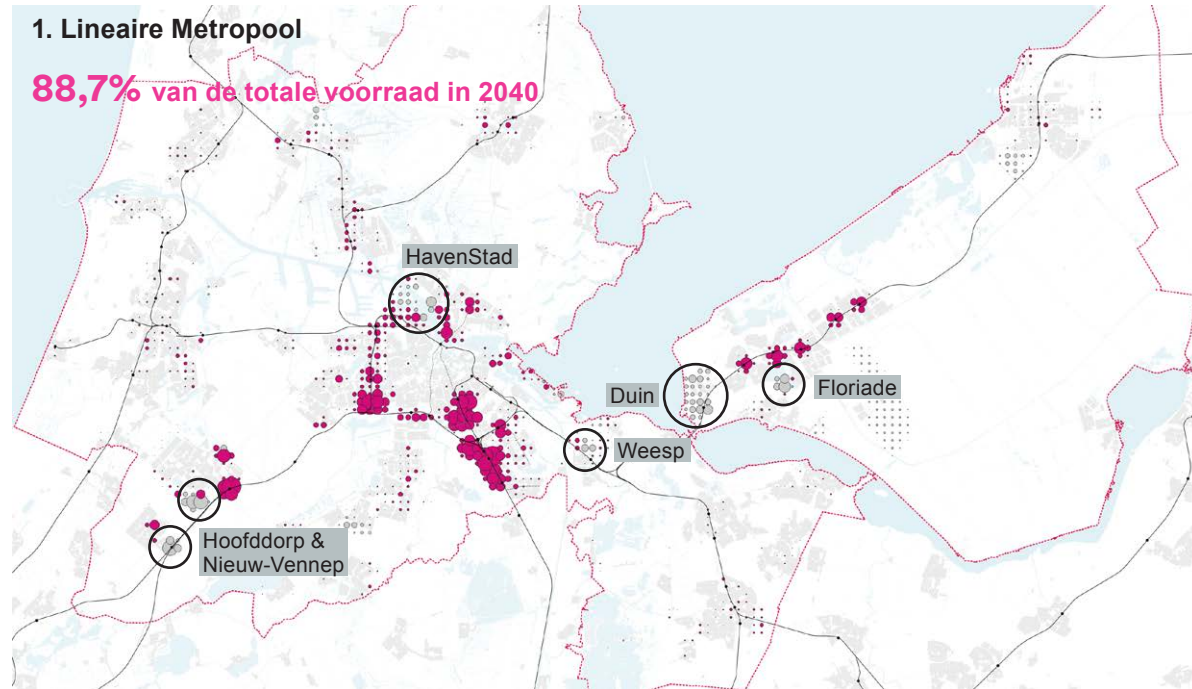 1. Lineaire Metropool
88,7% van de totale voorraad in 2040
HavenStad
Duin
Floriade
Weesp
Hoofddorp &
Nieuw-Vennep